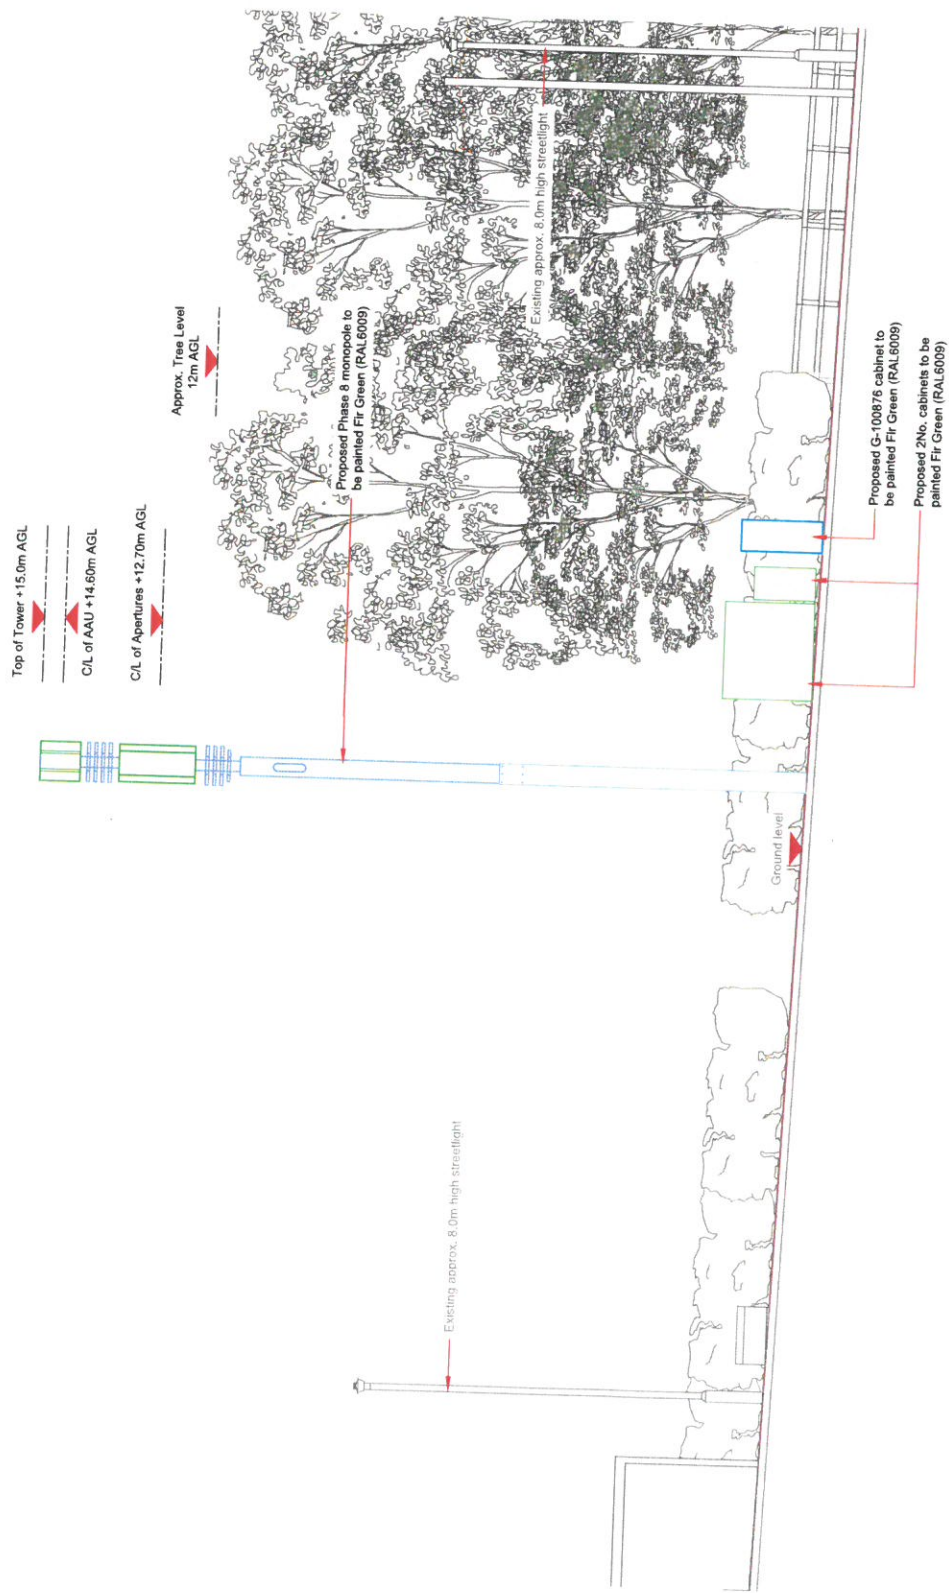 Top of Tower +15.0m AGL
C/L of AAU +14.60m AGL
C/L of Apertures +12.70m AGL
Approx. Tree Level
12m AGL
Proposed Phase 8 monopole to
be painted Fir Green (RAL6009)
Existing approx. 8.0m high streetlight
Existing approx. 8.0m high streetlight
Ground level
Proposed G-100876 cabinet to
be painted Fir Green (RAL6009)
Proposed 2No. cabinets to be
painted Fir Green (RAL6009)